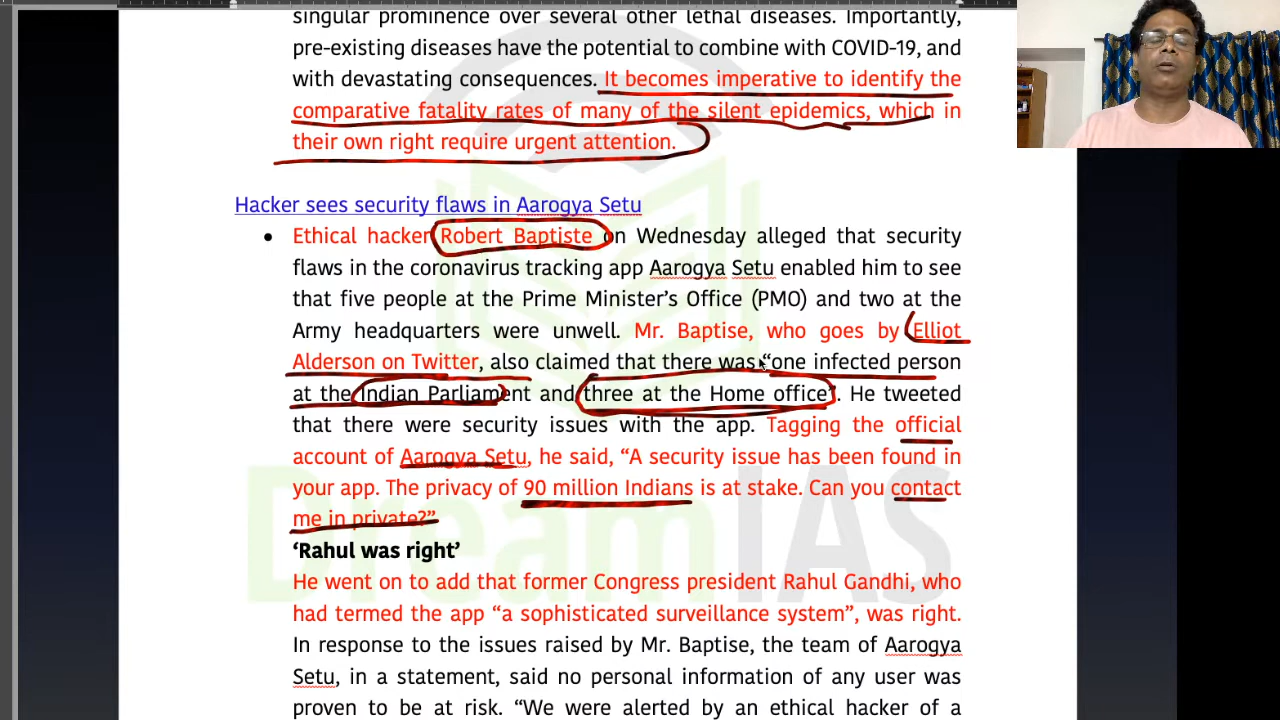 singular prominence over several other lethal diseases. Importantly,
pre-existing diseases have the potential to combine with COVID-19, and
with devastating consequences. It becomes imperative to identify the
comparative fatality rates of many of the silent epidemics, which in
their own right require urgent attention.
Hacker sees security flaws in Aarogya Setu
• Ethical hacker Robert Baptiste on Wednesday alleged that security
flaws in the coronavirus tracking app Aarogya Setu enabled him to see
that five people at the Prime Minister's Office (PMO) and two at the
Army headquarters were unwell. Mr. Baptise, who goes by Elliot
Alderson on Twitter, also claimed that there was “one infected person
at the Indian Parliament and three at the Home office”. He tweeted
that there were security issues with the app. Tagging the official
account of Aarogya Setu, he said, “A security issue has been found in
your app. The privacy of 90 million Indians is at stake. Can you contact
me in private?”
‘Rahul was right’
He went on to add that former Congress president Rahul Gandhi, who
had termed the app “a sophisticated surveillance system”, was right.
In response to the issues raised by Mr. Baptise, the team of Aarogya
Setu, in a statement, said no personal information of any user was
proven to be at risk. “We were alerted by an ethical hacker of a
Dream IAS